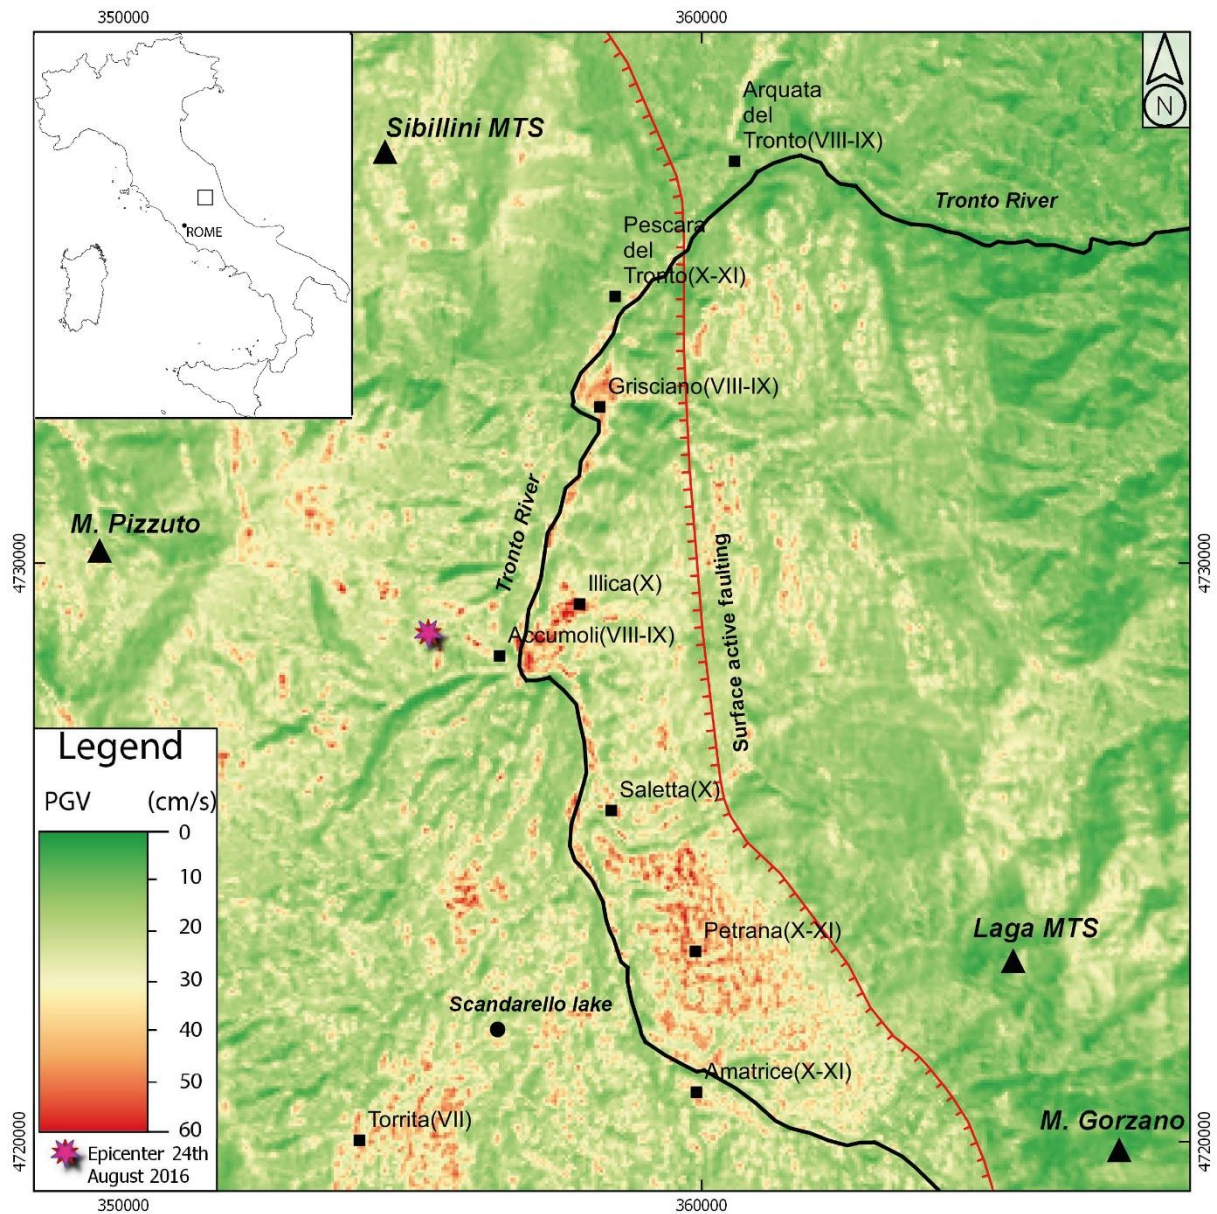 350000
360000
N
Arquata
del
Tronto(VIII-IX)
Sibillini MTS
Tronto River
ROME
Pescara
del
Tronto(X-XI)
Grisciano(VIII-IX)
Tronto River
M. Pizzuto
4730000
4730000
Illica(X)
Surface active faulting
Accumoli(VIII-IX)
Legend
PGV (cm/s)
0
10
20
30
40
50
60
Epicenter 24th
August 2016
Saletta(X)
Petrana(X-XI)
Laga MTS
Scandarello lake
Amatrice(X-XI)
Torrita(VII)
M. Gorzano
4720000
4720000
350000
360000